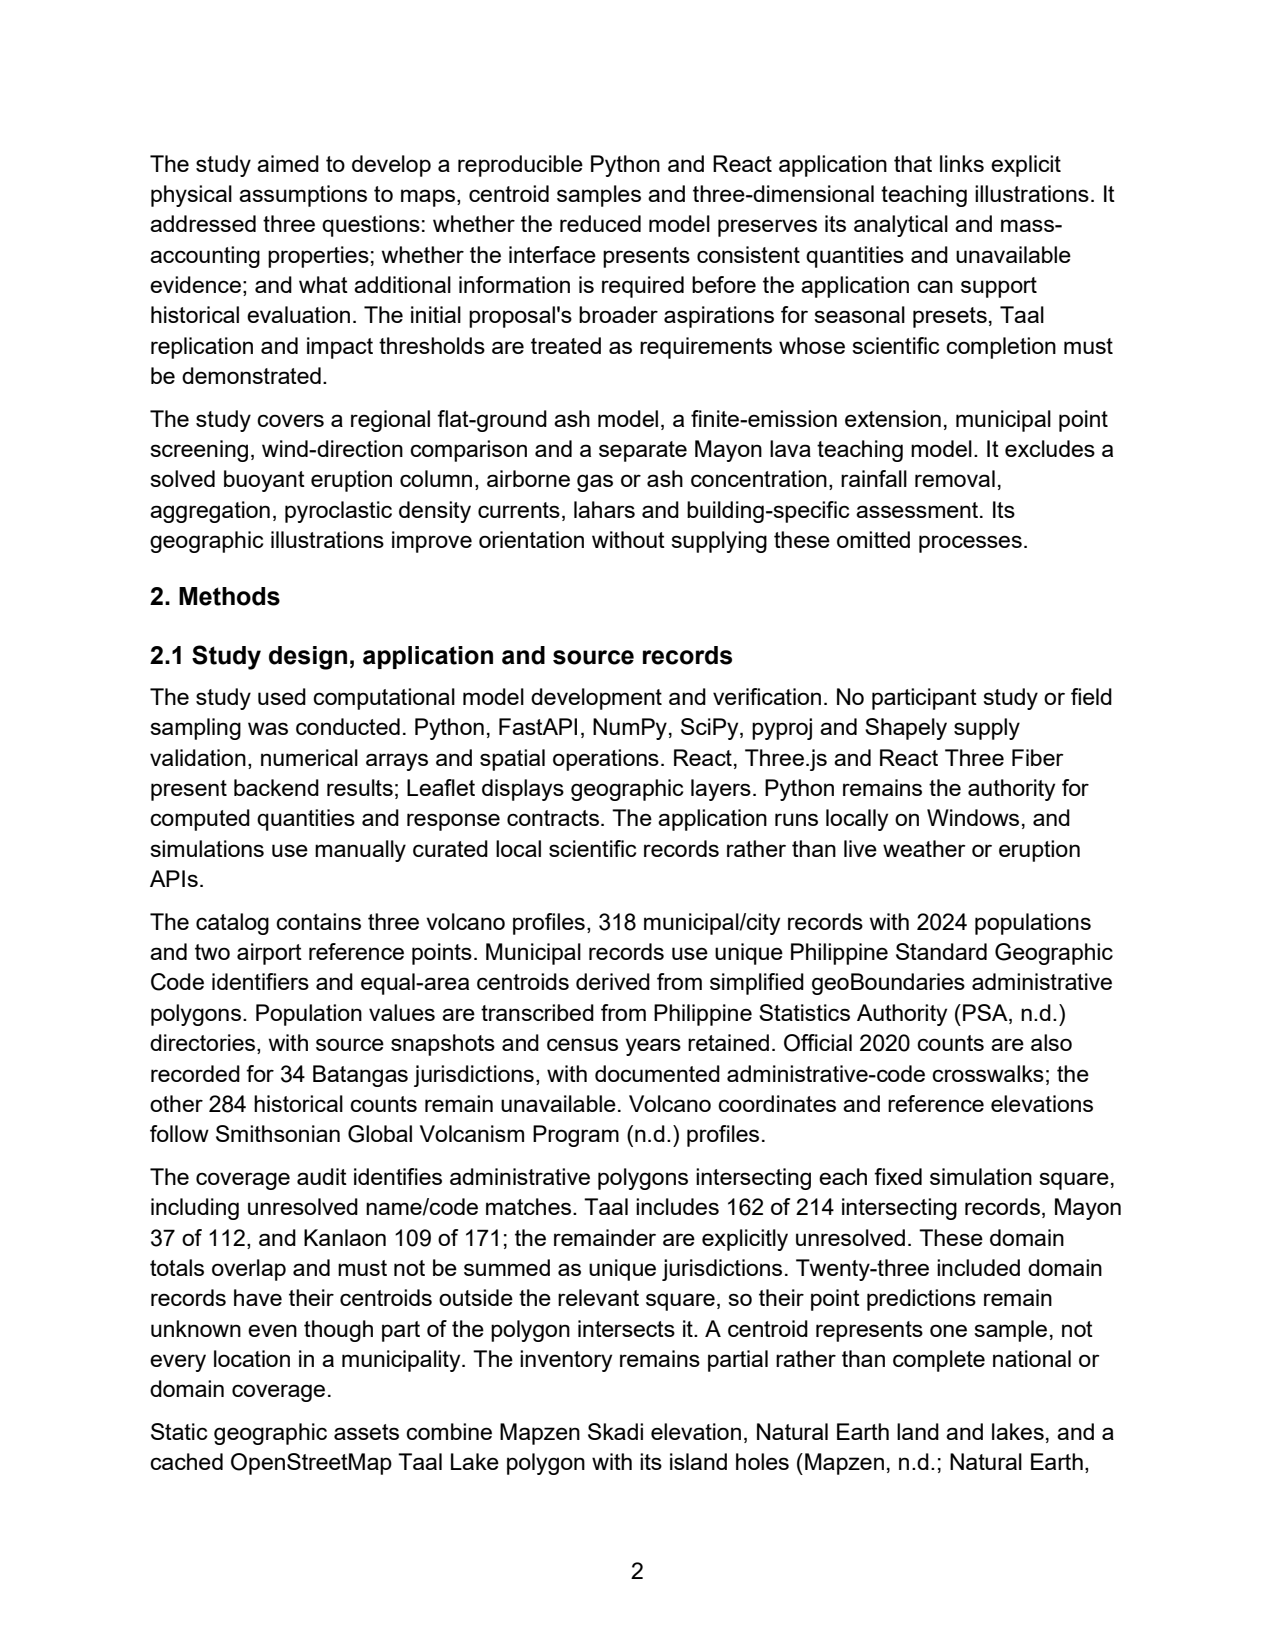 The study aimed to develop a reproducible Python and React application that links explicit
physical assumptions to maps, centroid samples and three-dimensional teaching illustrations. It
addressed three questions: whether the reduced model preserves its analytical and mass-
accounting properties; whether the interface presents consistent quantities and unavailable
evidence; and what additional information is required before the application can support
historical evaluation. The initial proposal's broader aspirations for seasonal presets, Taal
replication and impact thresholds are treated as requirements whose scientific completion must
be demonstrated.
The study covers a regional flat-ground ash model, a finite-emission extension, municipal point
screening, wind-direction comparison and a separate Mayon lava teaching model. It excludes a
solved buoyant eruption column, airborne gas or ash concentration, rainfall removal,
aggregation, pyroclastic density currents, lahars and building-specific assessment. Its
geographic illustrations improve orientation without supplying these omitted processes.
2. Methods
2.1 Study design, application and source records
The study used computational model development and verification. No participant study or field
sampling was conducted. Python, FastAPI, NumPy, SciPy, pyproj and Shapely supply
validation, numerical arrays and spatial operations. React, Three.js and React Three Fiber
present backend results; Leaflet displays geographic layers. Python remains the authority for
computed quantities and response contracts. The application runs locally on Windows, and
simulations use manually curated local scientific records rather than live weather or eruption
APIs.
The catalog contains three volcano profiles, 318 municipal/city records with 2024 populations
and two airport reference points. Municipal records use unique Philippine Standard Geographic
Code identifiers and equal-area centroids derived from simplified geoBoundaries administrative
polygons. Population values are transcribed from Philippine Statistics Authority (PSA, n.d.)
directories, with source snapshots and census years retained. Official 2020 counts are also
recorded for 34 Batangas jurisdictions, with documented administrative-code crosswalks; the
other 284 historical counts remain unavailable. Volcano coordinates and reference elevations
follow Smithsonian Global Volcanism Program (n.d.) profiles.
The coverage audit identifies administrative polygons intersecting each fixed simulation square,
including unresolved name/code matches. Taal includes 162 of 214 intersecting records, Mayon
37 of 112, and Kanlaon 109 of 171; the remainder are explicitly unresolved. These domain
totals overlap and must not be summed as unique jurisdictions. Twenty-three included domain
records have their centroids outside the relevant square, so their point predictions remain
unknown even though part of the polygon intersects it. A centroid represents one sample, not
every location in a municipality. The inventory remains partial rather than complete national or
domain coverage.
Static geographic assets combine Mapzen Skadi elevation, Natural Earth land and lakes, and a
cached OpenStreetMap Taal Lake polygon with its island holes (Mapzen, n.d.; Natural Earth,
2